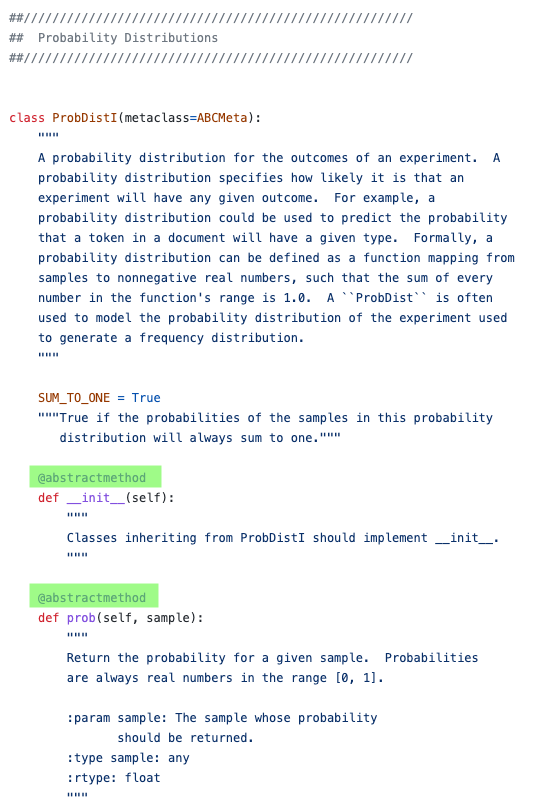 ##//////////////////////////////////////////////////////
##  Probability Distributions
##//////////////////////////////////////////////////////
class ProbDistI(metaclass=ABCMeta):
    """
    A probability distribution for the outcomes of an experiment.  A
    probability distribution specifies how likely it is that an
    experiment will have any given outcome.  For example, a
    probability distribution could be used to predict the probability
    that a token in a document will have a given type.  Formally, a
    probability distribution can be defined as a function mapping from
    samples to nonnegative real numbers, such that the sum of every
    number in the function's range is 1.0.  A ``ProbDist`` is often
    used to model the probability distribution of the experiment used
    to generate a frequency distribution.
    """
    SUM_TO_ONE = True
    """True if the probabilities of the samples in this probability
       distribution will always sum to one."""
    @abstractmethod
    def __init__(self):
        """
        Classes inheriting from ProbDistI should implement __init__.
        """
    @abstractmethod
    def prob(self, sample):
        """
        Return the probability for a given sample.  Probabilities
        are always real numbers in the range [0, 1].
        :param sample: The sample whose probability
               should be returned.
        :type sample: any
        :rtype: float
        """